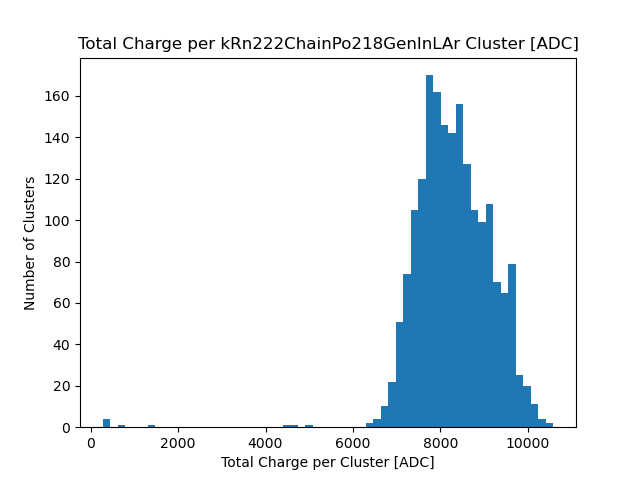 Total Charge per kRn222ChainPo218GenInLAr Cluster [ADC]
160
140
120
100
80
60
40
20
0
Number of Clusters
0 2000 4000 6000 8000 10000
Total Charge per Cluster [ADC]